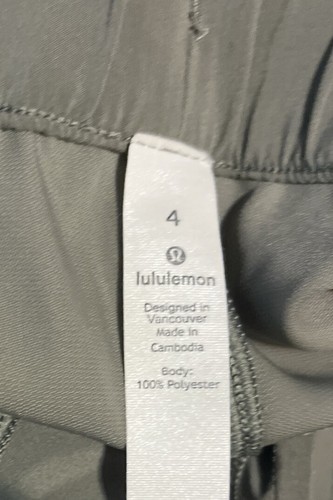 4
lululemon
Designed in
Vancouver
Made in
Cambodia
Body:
100% Polyester